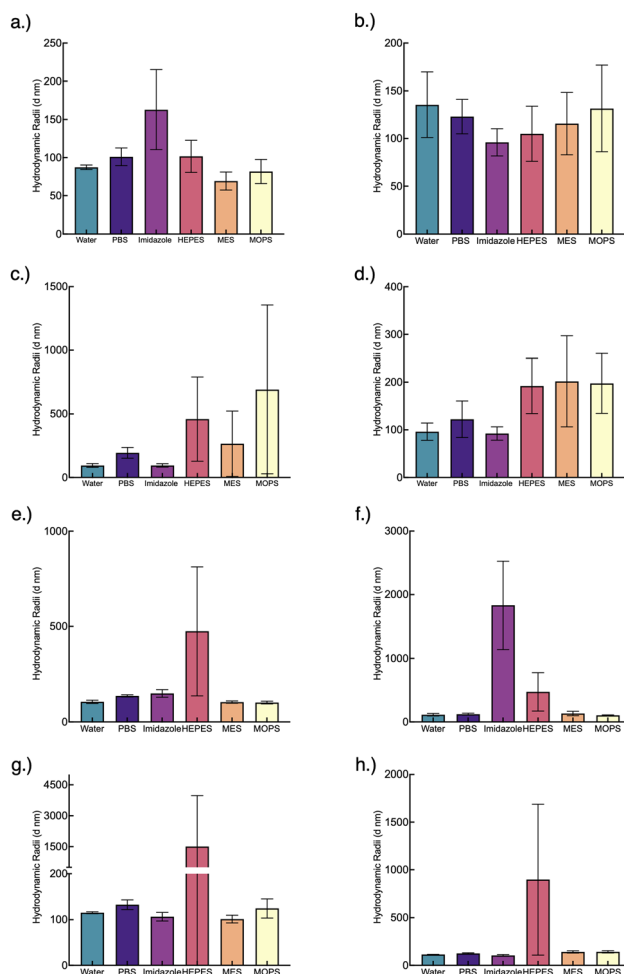 a.)
Hydrodynamic Radii (d nm)
250
200
150
100
50
0
Water PBS Imidazole HEPES MES MOPS
b.)
Hydrodynamic Radii (d nm)
200
150
100
50
0
Water PBS Imidazole HEPES MES MOPS
c.)
Hydrodynamic Radii (d nm)
1500
1000
500
0
Water PBS Imidazole HEPES MES MOPS
d.)
Hydrodynamic Radii (d nm)
400
300
200
100
0
Water PBS Imidazole HEPES MES MOPS
e.)
Hydrodynamic Radii (d nm)
1000
500
0
Water PBS Imidazole HEPES MES MOPS
f.)
Hydrodynamic Radii (d nm)
3000
2000
1000
0
Water PBS Imidazole HEPES MES MOPS
g.)
Hydrodynamic Radii (d nm)
4500
3000
1500
200
100
0
Water PBS Imidazole HEPES MES MOPS
h.)
Hydrodynamic Radii (d nm)
2000
1500
1000
500
0
Water PBS Imidazole HEPES MES MOPS